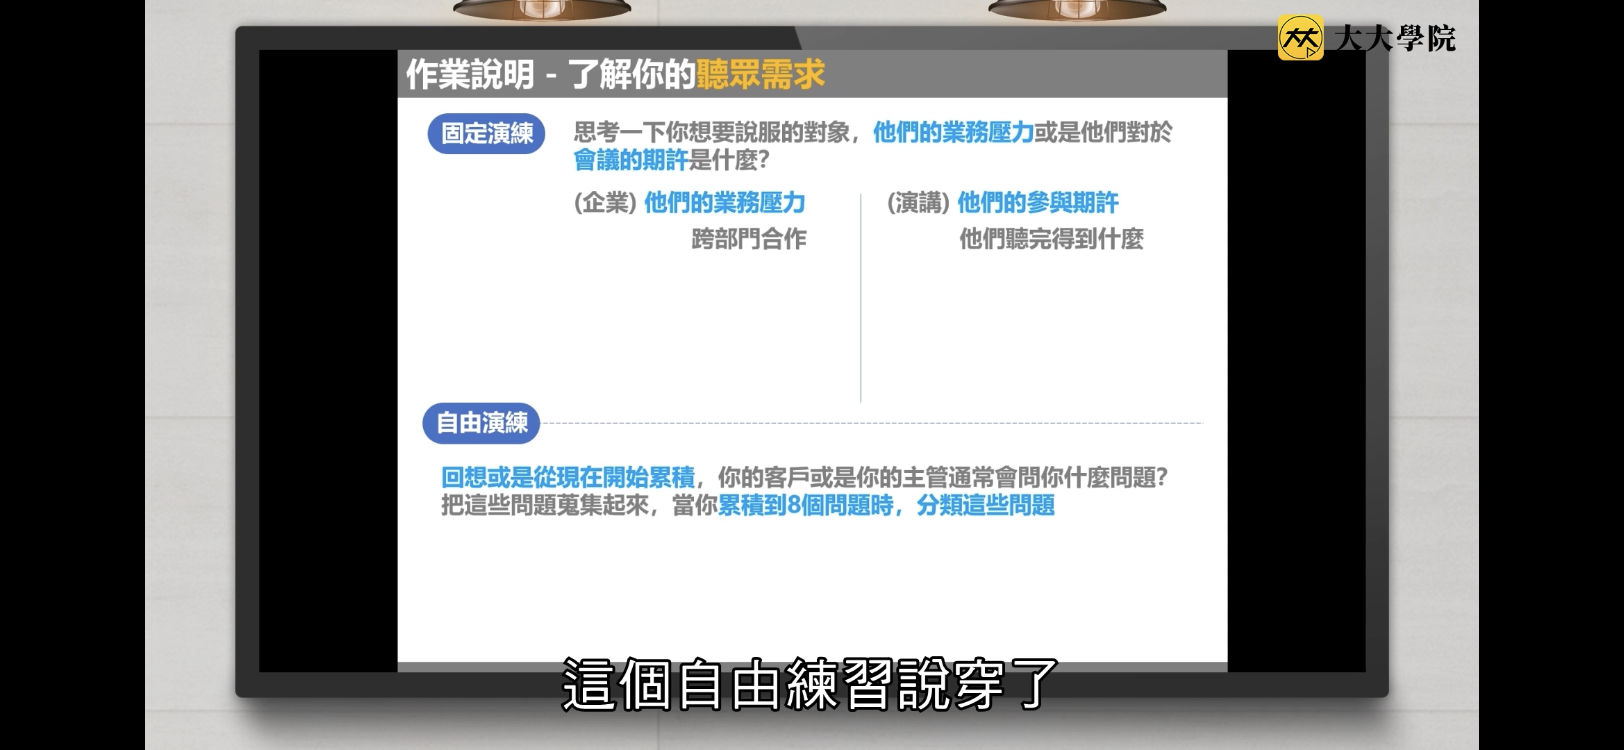 大大學院
作業說明 - 了解你的聽眾需求
固定演練
思考一下你想要說服的對象，他們的業務壓力或是他們對於
會議的期許是什麼？
(企業) 他們的業務壓力
跨部門合作
(演講) 他們的參與期許
他們聽完得到什麼
自由演練
回想或是從現在開始累積，你的客戶或是你的主管通常會問你什麼問題？
把這些問題蒐集起來，當你累積到8個問題時，分類這些問題
這個自由練習說穿了